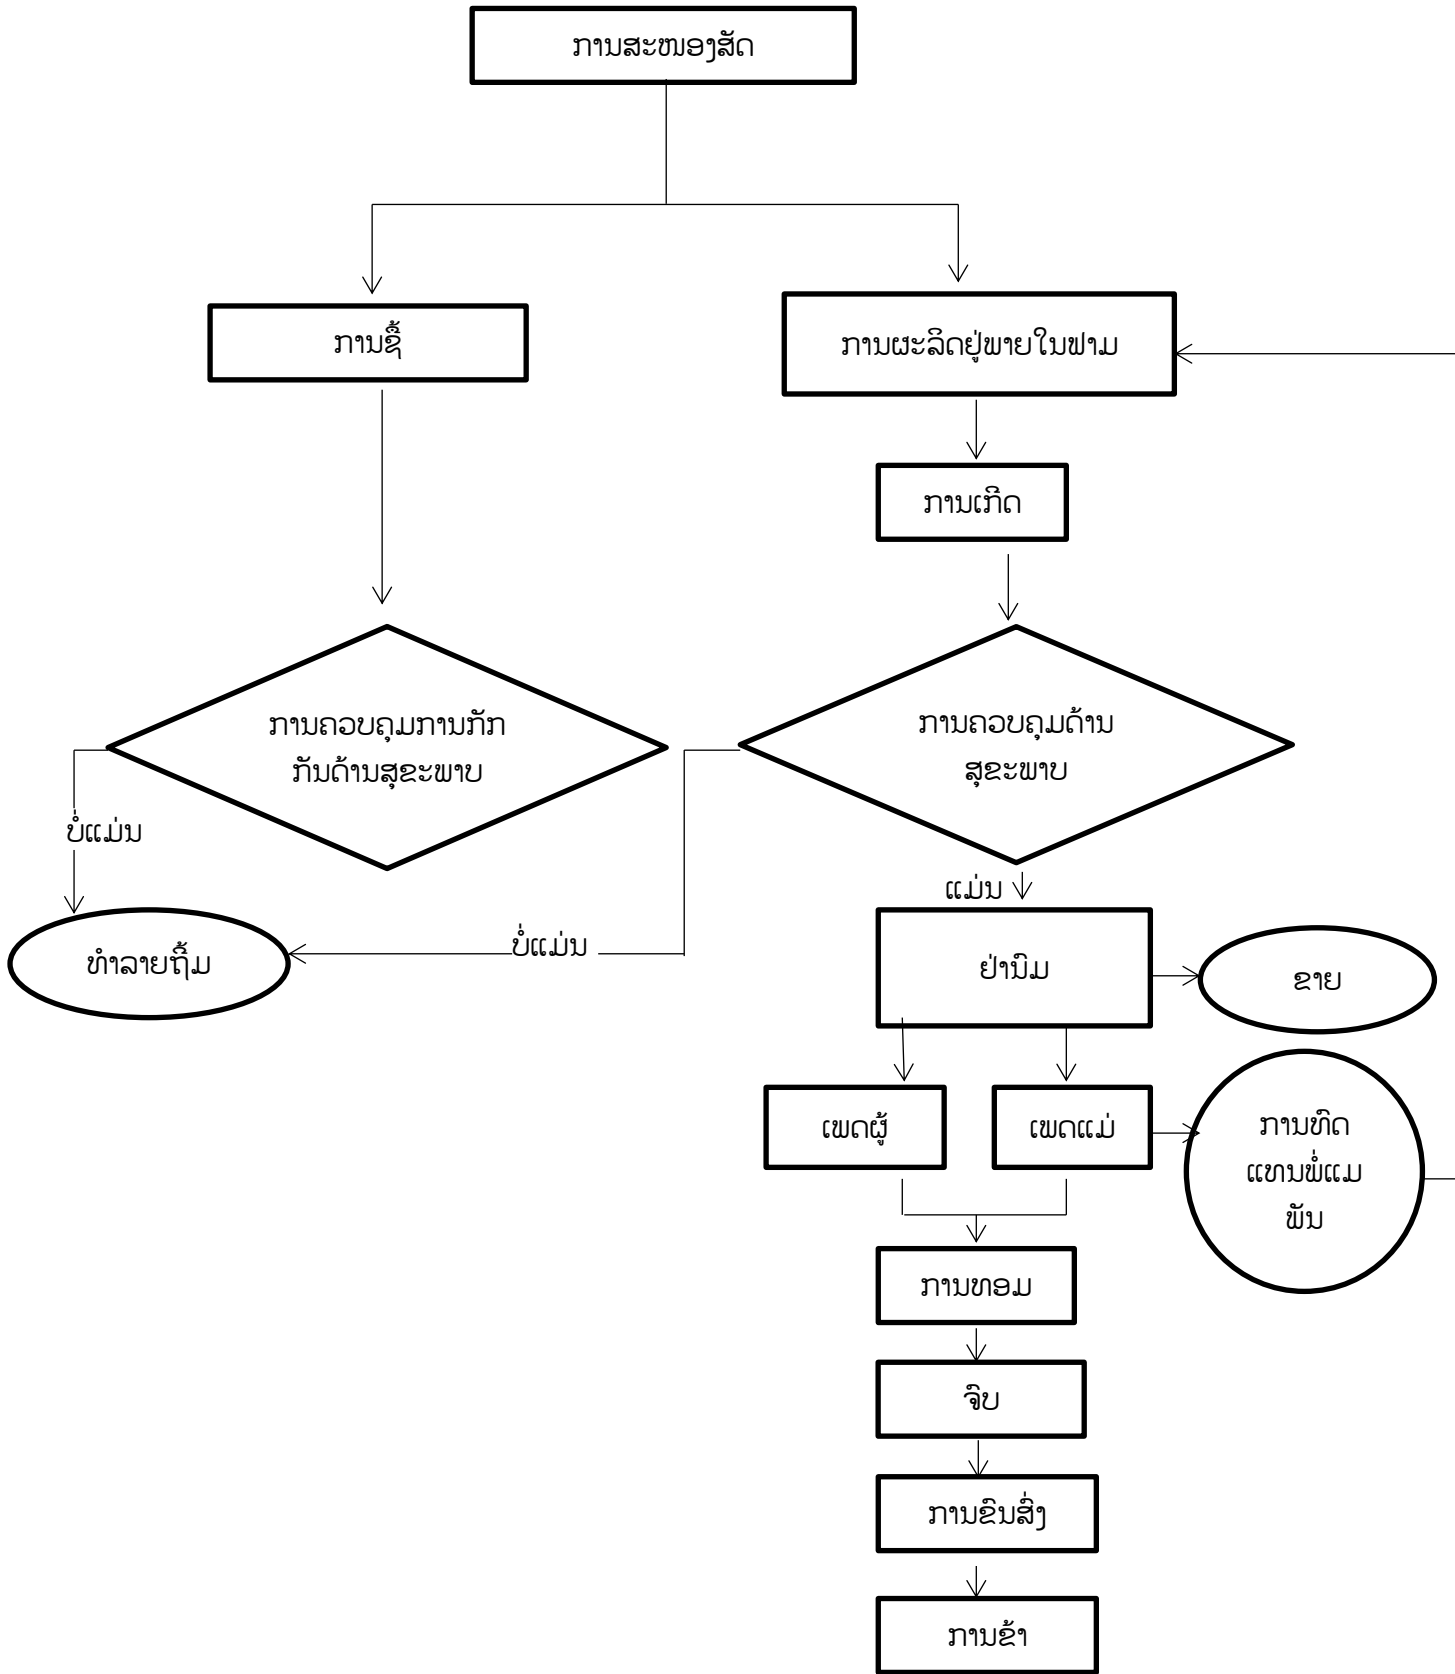 ການສະໜອງສັດ
ການຊື້
ການຜະລິດຢູ່ພາຍໃນຟາມ
ການເກີດ
ການຄວບຄຸມການກັກ
ກັນດ້ານສຸຂະພາບ
ການຄວບຄຸມດ້ານ
ສຸຂະພາບ
ບໍ່ແມ່ນ
ແມ່ນ
ທໍາລາຍຖິ້ມ
ບໍ່ແມ່ນ
ຢ່ານົມ
ຂາຍ
ເພດຜູ້
ເພດແມ່
ການທົດ
ແທນພໍ່ແມ
ພັນ
ການທອມ
ຈົບ
ການຂົນສົ່ງ
ການຂ້າ